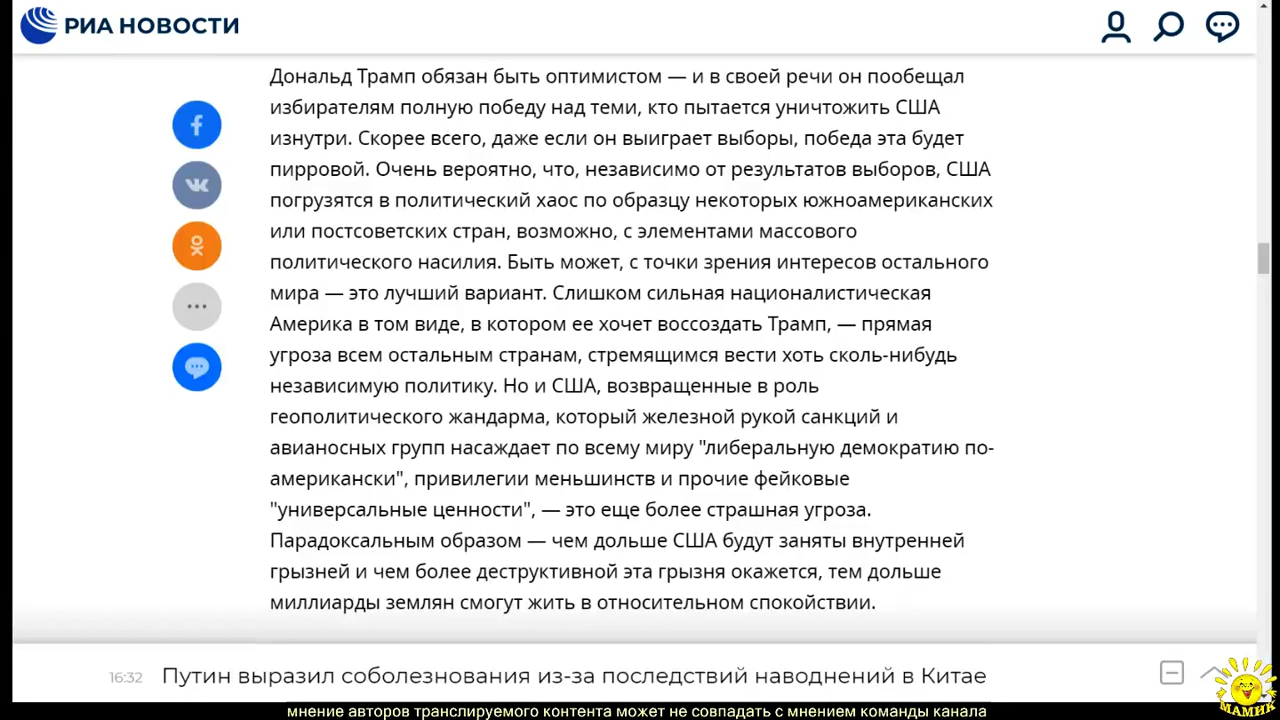 РИА НОВОСТИ
Дональд Трамп обязан быть оптимистом — и в своей речи он пообещал
избирателям полную победу над теми, кто пытается уничтожить США
изнутри. Скорее всего, даже если он выиграет выборы, победа эта будет
пирровой. Очень вероятно, что, независимо от результатов выборов, США
погрузятся в политический хаос по образцу некоторых южноамериканских
или постсоветских стран, возможно, с элементами массового
политического насилия. Быть может, с точки зрения интересов остального
мира — это лучший вариант. Слишком сильная националистическая
Америка в том виде, в котором ее хочет воссоздать Трамп, — прямая
угроза всем остальным странам, стремящимся вести хоть сколь-нибудь
независимую политику. Но и США, возвращенные в роль
геополитического жандарма, который железной рукой санкций и
авианосных групп насаждает по всему миру "либеральную демократию по-
американски", привилегии меньшинств и прочие фейковые
"универсальные ценности", — это еще более страшная угроза.
Парадоксальным образом — чем дольше США будут заняты внутренней
грызней и чем более деструктивной эта грызня окажется, тем дольше
миллиарды землян смогут жить в относительном спокойствии.
16:32 Путин выразил соболезнования из-за последствий наводнений в Китае
МАМИК
мнение авторов транслируемого контента может не совпадать с мнением команды канала